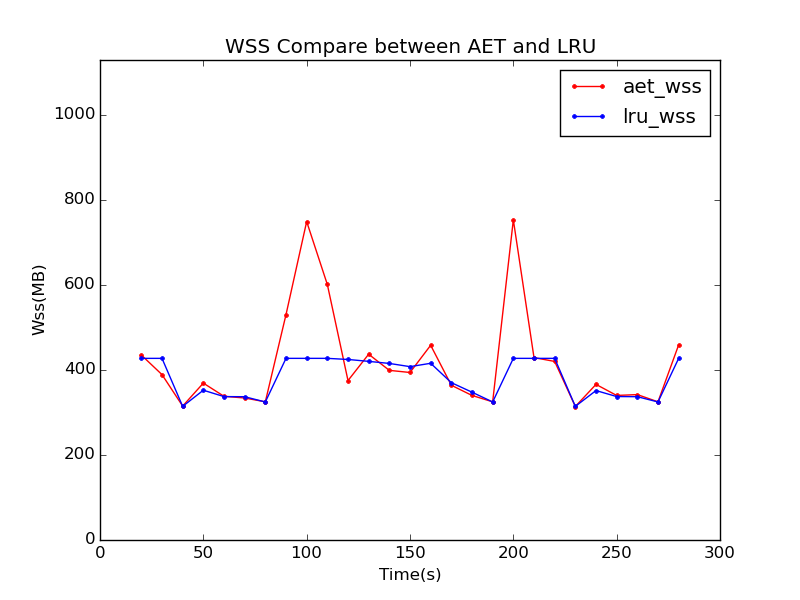 WSS Compare between AET and LRU
aet_wss
lru_wss
Wss(MB)
1000
800
600
400
200
0
0 50 100 150 200 250 300
Time(s)